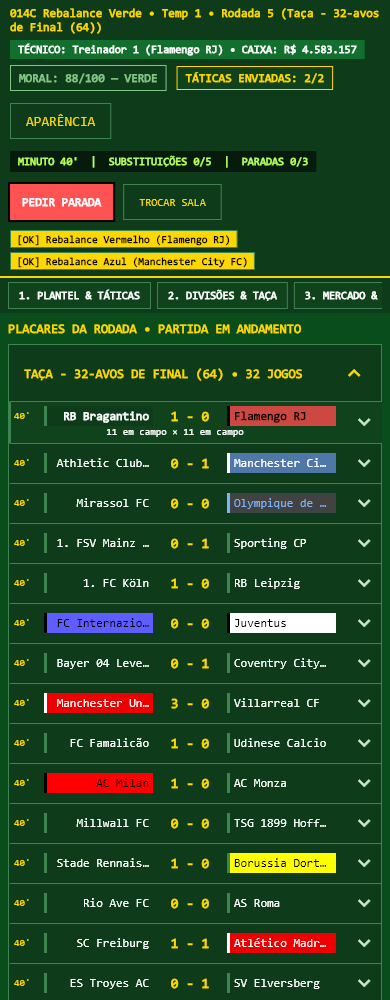 014C Rebalance Verde • Temp 1 • Rodada 5 (Taça - 32-avos
de Final (64))
TÉCNICO: Treinador 1 (Flamengo RJ) • CAIXA: R$ 4.583.157
MORAL: 88/100 — VERDE
TÁTICAS ENVIADAS: 2/2
APARÊNCIA
MINUTO 40' | SUBSTITUIÇÕES 0/5 | PARADAS 0/3
PEDIR PARADA
TROCAR SALA
[OK] Rebalance Vermelho (Flamengo RJ)
[OK] Rebalance Azul (Manchester City FC)
1. PLANTEL & TÁTICAS
2. DIVISÕES & TAÇA
3. MERCADO &
PLACARES DA RODADA • PARTIDA EM ANDAMENTO
TAÇA - 32-AVOS DE FINAL (64) • 32 JOGOS
40' RB Bragantino 1 - 0 Flamengo RJ
11 em campo × 11 em campo
40' Athletic Club… 0 - 1 Manchester Ci…
40' Mirassol FC 0 - 0 Olympique de …
40' 1. FSV Mainz … 0 - 1 Sporting CP
40' 1. FC Köln 1 - 0 RB Leipzig
40' FC Internazio… 0 - 0 Juventus
40' Bayer 04 Leve… 0 - 1 Coventry City…
40' Manchester Un… 3 - 0 Villarreal CF
40' FC Famalicão 1 - 0 Udinese Calcio
40' AC Milan 1 - 0 AC Monza
40' Millwall FC 0 - 0 TSG 1899 Hoff…
40' Stade Rennais… 1 - 0 Borussia Dort…
40' Rio Ave FC 0 - 0 AS Roma
40' SC Freiburg 1 - 1 Atlético Madr…
40' ES Troyes AC 0 - 1 SV Elversberg